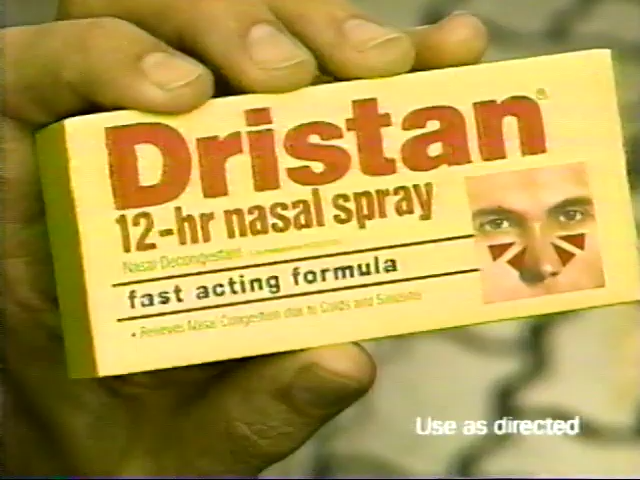 Dristan®
12-hr nasal spray
Nasal Decongestant
fast acting formula
• Relieves Nasal Congestion due to Colds and Sinusitis
Use as directed